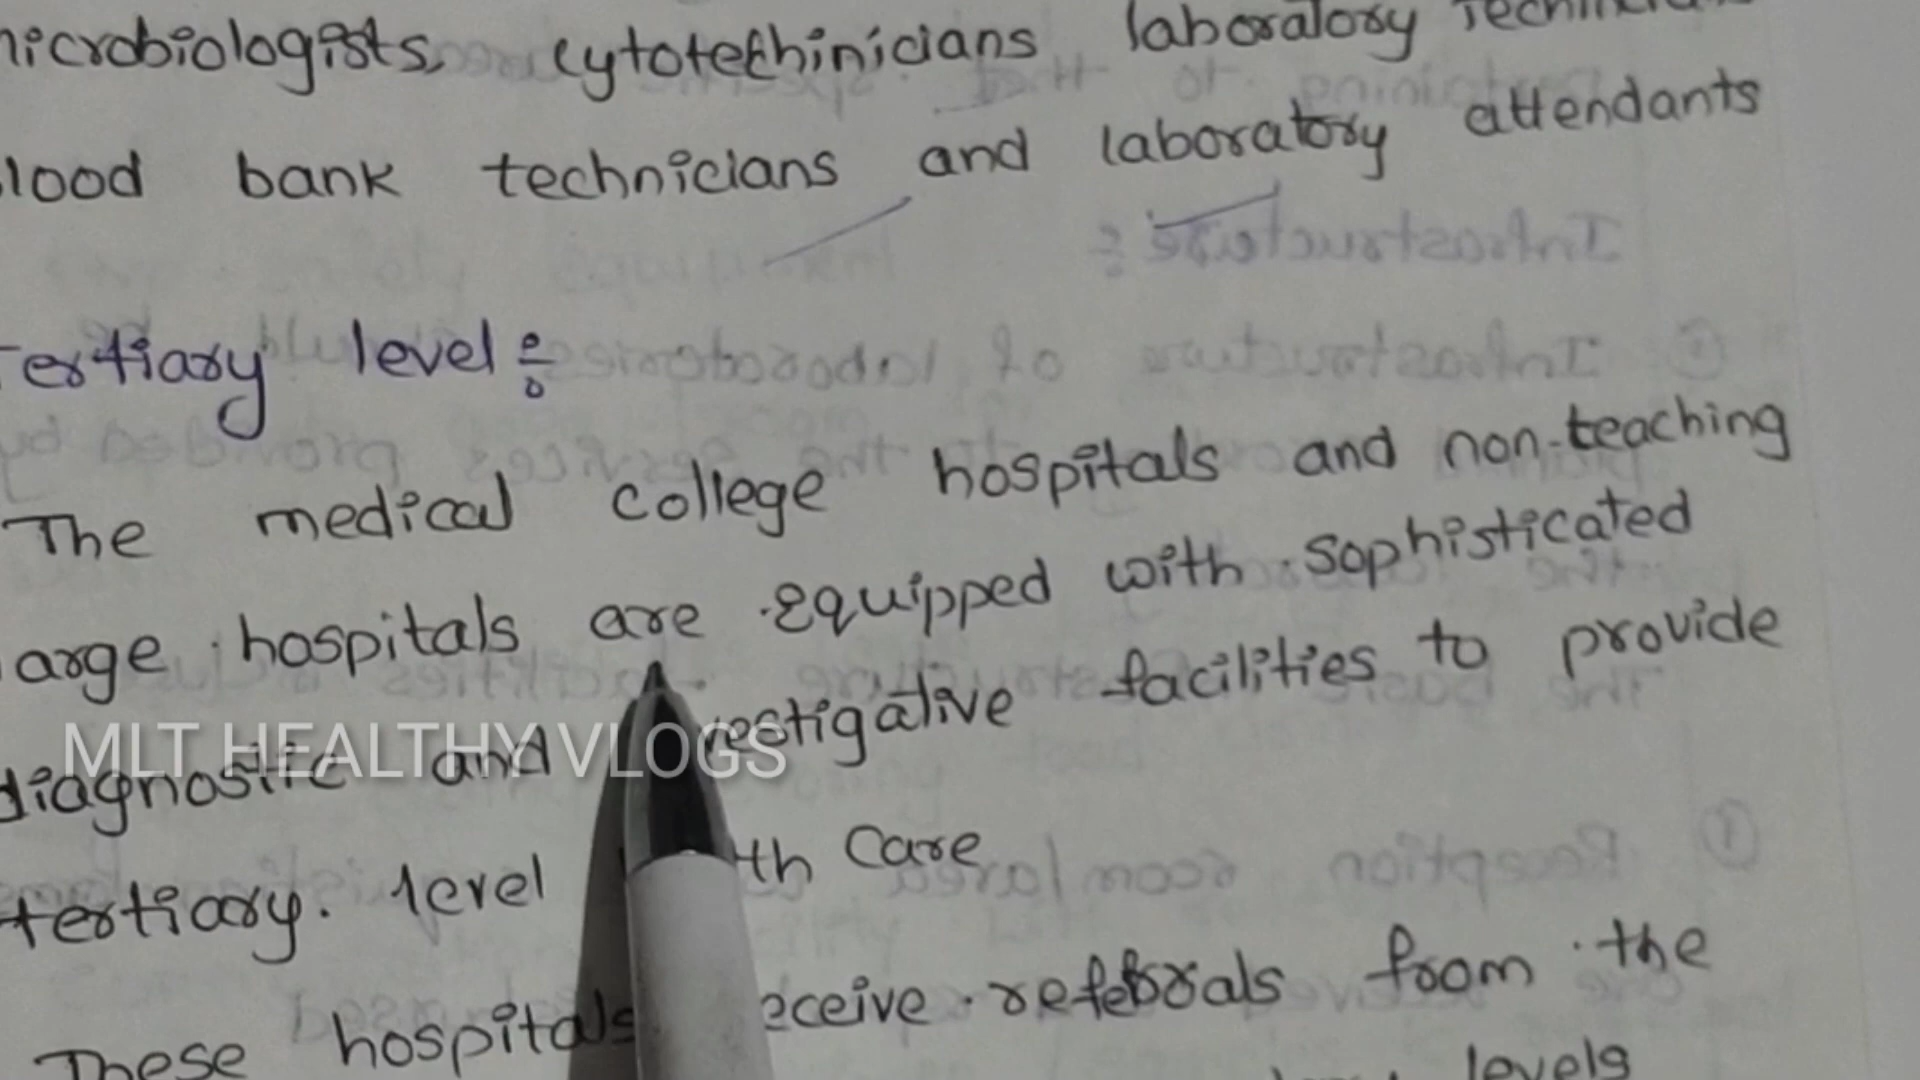 microbiologists, cytotechinicians laboratory Technicians
blood bank technicians and laboratory attendants
Tertiary level :
The medical college hospitals and non-teaching
large hospitals are equipped with sophisticated
diagnostic and investigative facilities to provide
MLT HEALTHY VLOGS
tertiary level health care
These hospitals receive referrals from the
levels